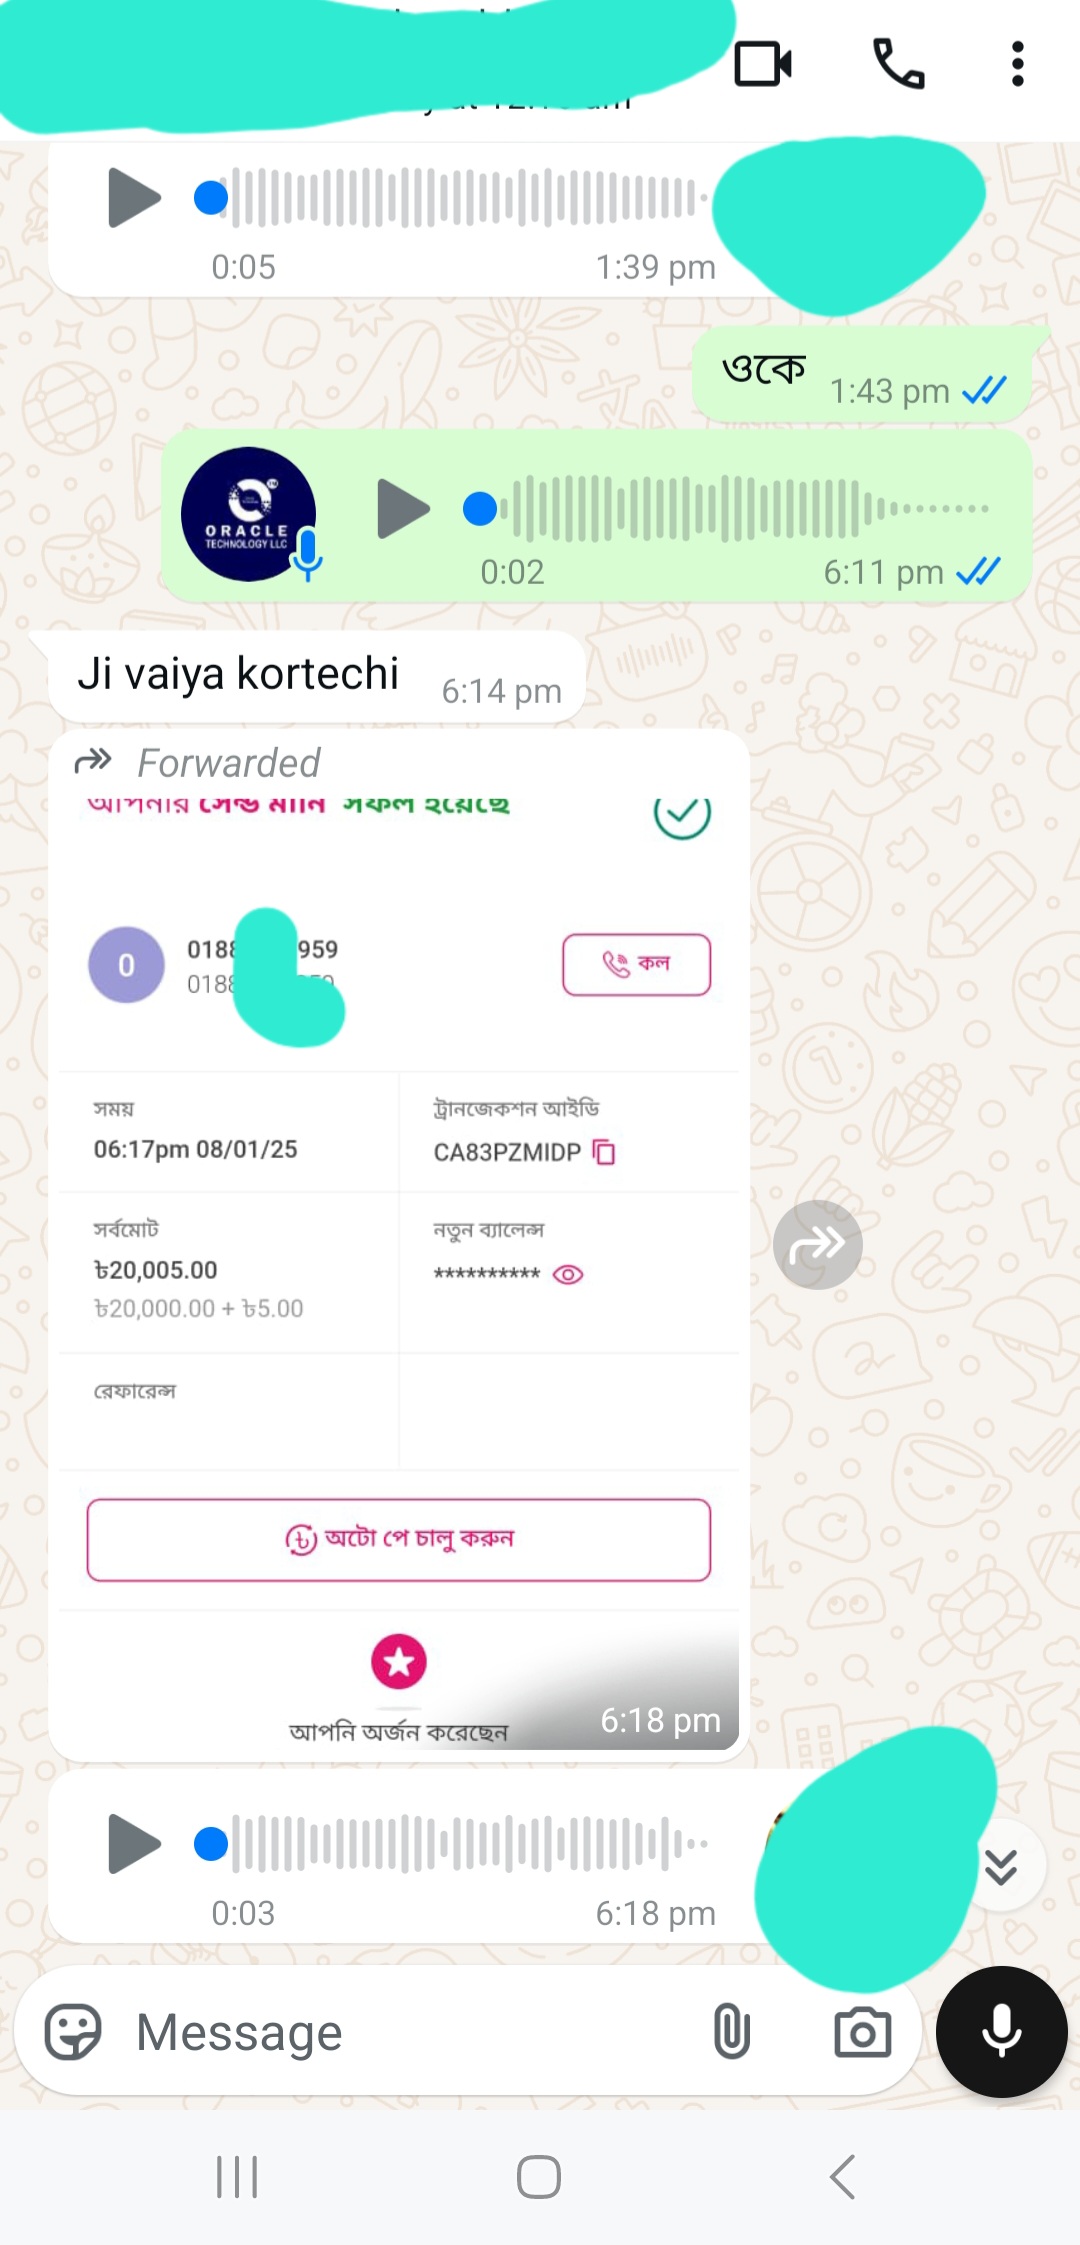 0:05
1:39 pm
ওকে
1:43 pm
ORACLE
TECHNOLOGY LLC
0:02
6:11 pm
Ji vaiya kortechi
6:14 pm
Forwarded
আপনার সেন্ড মানি সফল হয়েছে
0
0188 959
0188
কল
সময়
06:17pm 08/01/25
ট্রানজেকশন আইডি
CA83PZMIDP
সর্বমোট
৳20,005.00
৳20,000.00 + ৳5.00
নতুন ব্যালেন্স
**********
রেফারেন্স
অটো পে চালু করুন
আপনি অর্জন করেছেন
6:18 pm
0:03
6:18 pm
Message